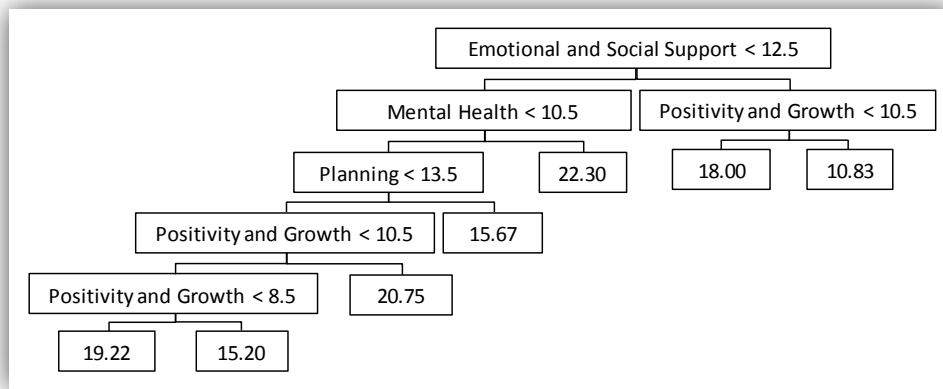 Emotional and Social Support < 12.5
Mental Health < 10.5
Positivity and Growth < 10.5
Planning < 13.5
22.30
18.00
10.83
Positivity and Growth < 10.5
15.67
Positivity and Growth < 8.5
20.75
19.22
15.20